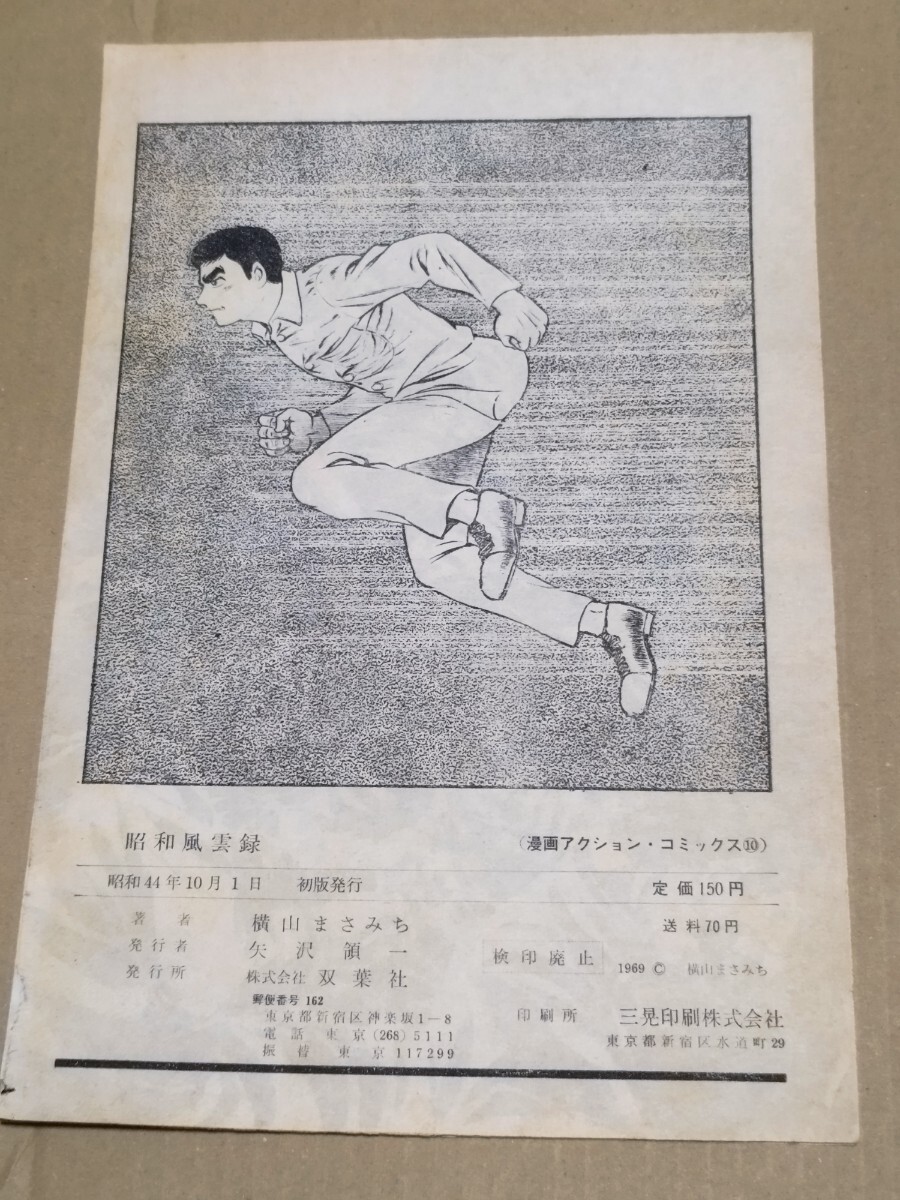 昭和風雲録
(漫画アクション・コミックス⑩)
昭和44年10月1日 初版発行 定価150円
著者 横山まさみち
発行者 矢沢領一
発行所 株式会社 双葉社
郵便番号 162
東京都新宿区神楽坂1-8
電話 東京 (268) 5111
振替 東京 117299
送料70円
検印廃止
1969 © 横山まさみち
印刷所 三晃印刷株式会社
東京都新宿区水道町29